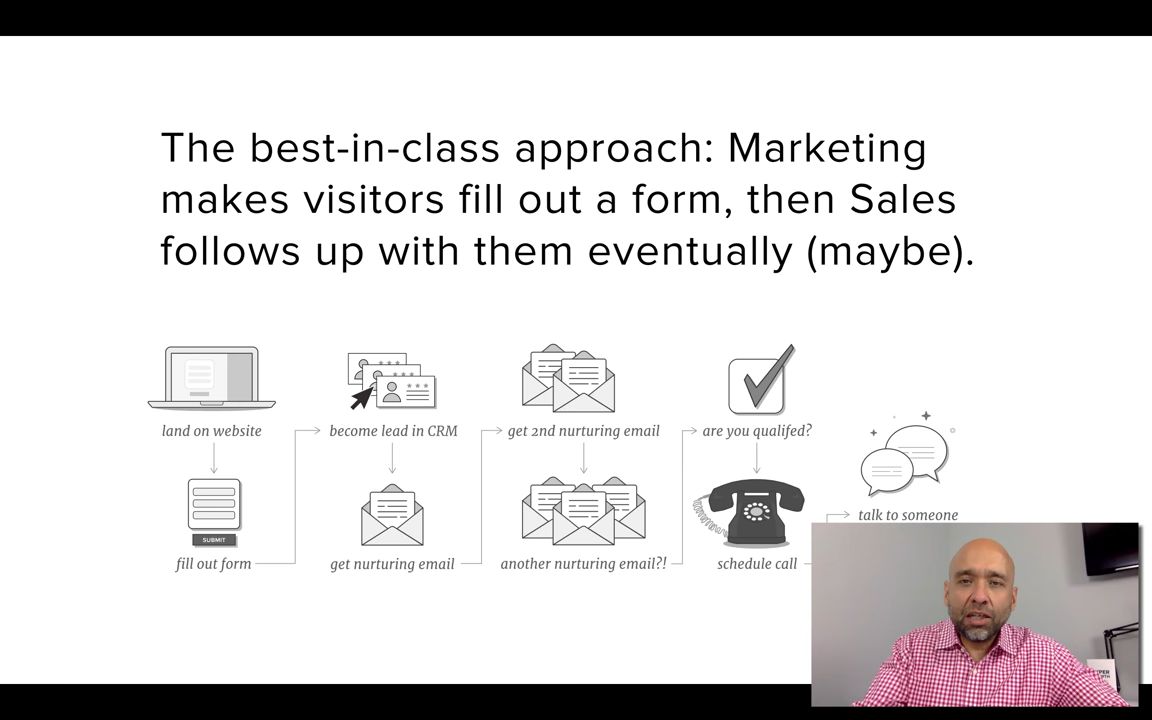 The best-in-class approach: Marketing
makes visitors fill out a form, then Sales
follows up with them eventually (maybe).
land on website
become lead in CRM
get 2nd nurturing email
are you qualifed?
talk to someone
SUBMIT
fill out form
get nurturing email
another nurturing email?!
schedule call